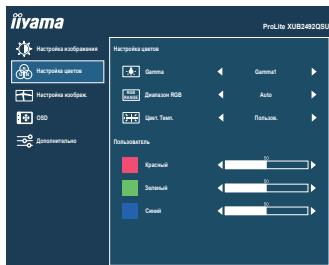 iiyama
ProLite XUB2492QSU
Настройка изображения
Настройка цветов
Настройка изображ.
OSD
Дополнительно
Настройка цветов
Gamma
Gamma1
RGB RANGE
Диапазон RGB
Auto
Цвет. Темп.
Пользов.
Пользователь
Красный
50
Зеленый
50
Синий
50